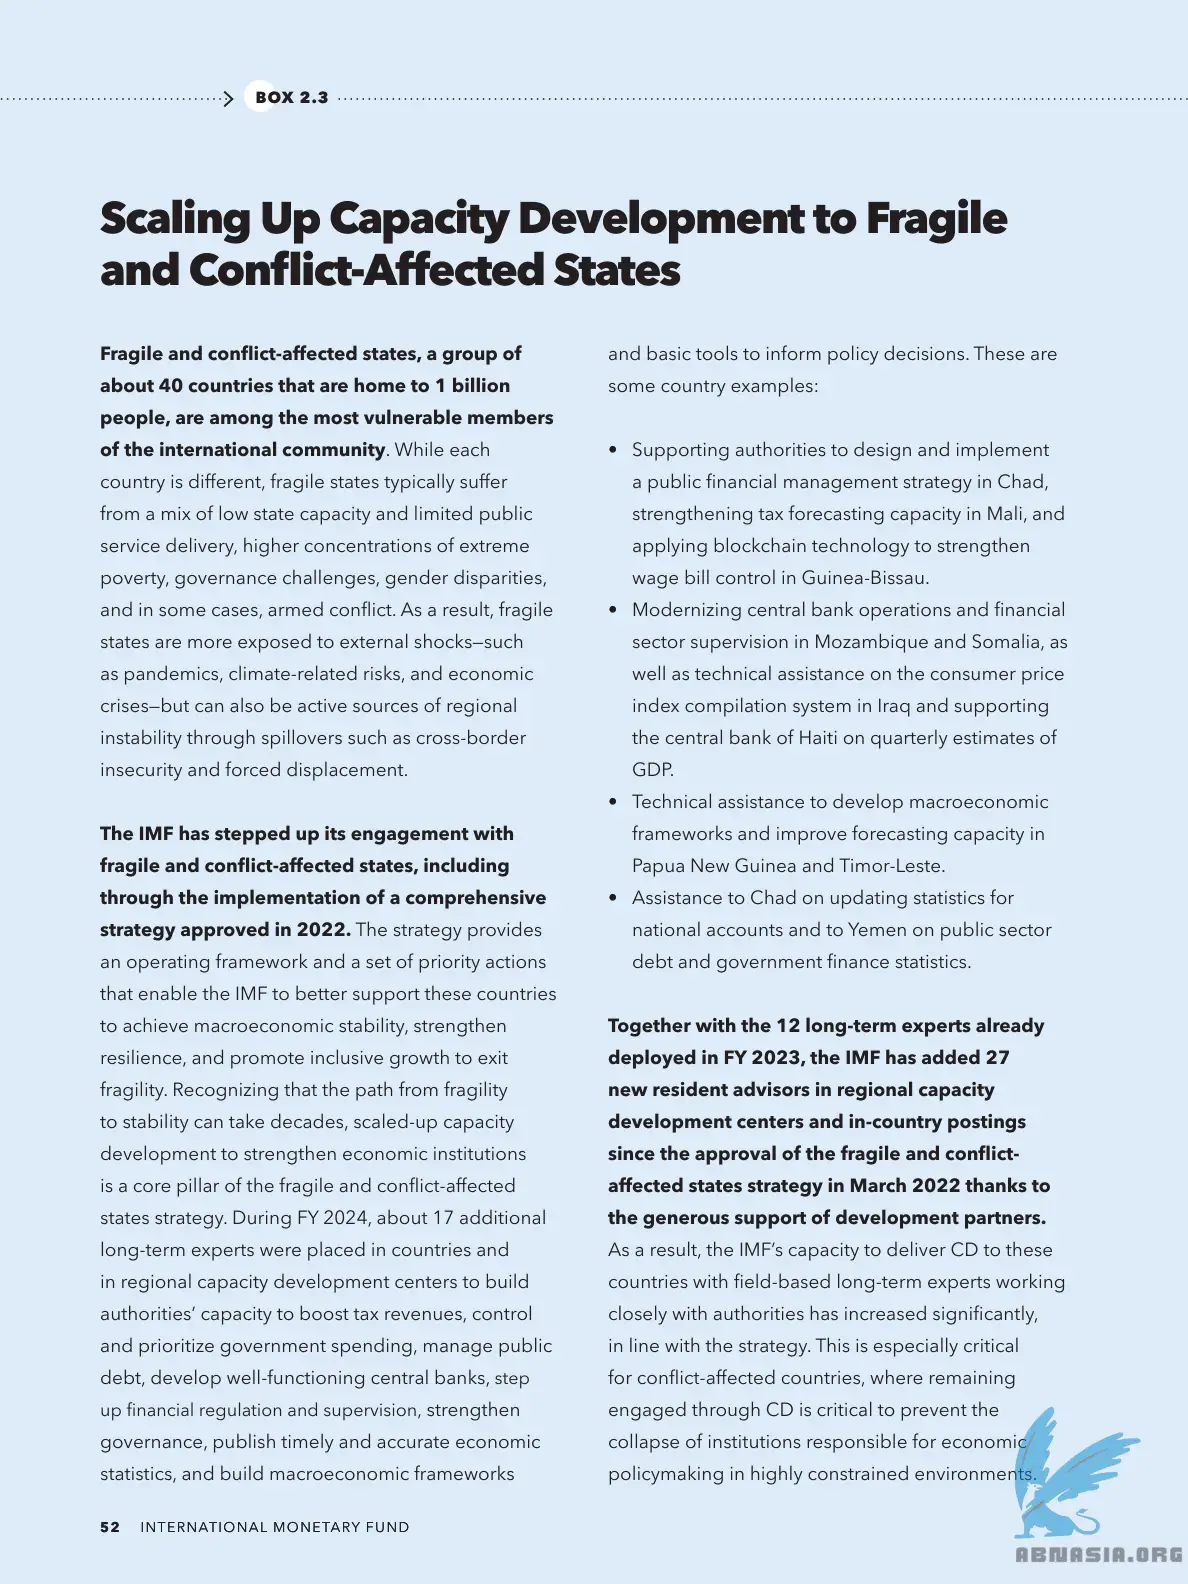 BOX 2.3
Scaling Up Capacity Development to Fragile
and Conflict-Affected States
Fragile and conflict-affected states, a group of
about 40 countries that are home to 1 billion
people, are among the most vulnerable members
of the international community. While each
country is different, fragile states typically suffer
from a mix of low state capacity and limited public
service delivery, higher concentrations of extreme
poverty, governance challenges, gender disparities,
and in some cases, armed conflict. As a result, fragile
states are more exposed to external shocks—such
as pandemics, climate-related risks, and economic
crises—but can also be active sources of regional
instability through spillovers such as cross-border
insecurity and forced displacement.
The IMF has stepped up its engagement with
fragile and conflict-affected states, including
through the implementation of a comprehensive
strategy approved in 2022. The strategy provides
an operating framework and a set of priority actions
that enable the IMF to better support these countries
to achieve macroeconomic stability, strengthen
resilience, and promote inclusive growth to exit
fragility. Recognizing that the path from fragility
to stability can take decades, scaled-up capacity
development to strengthen economic institutions
is a core pillar of the fragile and conflict-affected
states strategy. During FY 2024, about 17 additional
long-term experts were placed in countries and
in regional capacity development centers to build
authorities’ capacity to boost tax revenues, control
and prioritize government spending, manage public
debt, develop well-functioning central banks, step
up financial regulation and supervision, strengthen
governance, publish timely and accurate economic
statistics, and build macroeconomic frameworks
and basic tools to inform policy decisions. These are
some country examples:
• Supporting authorities to design and implement
a public financial management strategy in Chad,
strengthening tax forecasting capacity in Mali, and
applying blockchain technology to strengthen
wage bill control in Guinea-Bissau.
• Modernizing central bank operations and financial
sector supervision in Mozambique and Somalia, as
well as technical assistance on the consumer price
index compilation system in Iraq and supporting
the central bank of Haiti on quarterly estimates of
GDP.
• Technical assistance to develop macroeconomic
frameworks and improve forecasting capacity in
Papua New Guinea and Timor-Leste.
• Assistance to Chad on updating statistics for
national accounts and to Yemen on public sector
debt and government finance statistics.
Together with the 12 long-term experts already
deployed in FY 2023, the IMF has added 27
new resident advisors in regional capacity
development centers and in-country postings
since the approval of the fragile and conflict-
affected states strategy in March 2022 thanks to
the generous support of development partners.
As a result, the IMF’s capacity to deliver CD to these
countries with field-based long-term experts working
closely with authorities has increased significantly,
in line with the strategy. This is especially critical
for conflict-affected countries, where remaining
engaged through CD is critical to prevent the
collapse of institutions responsible for economic
policymaking in highly constrained environments.
52 INTERNATIONAL MONETARY FUND
ABNASIA.ORG